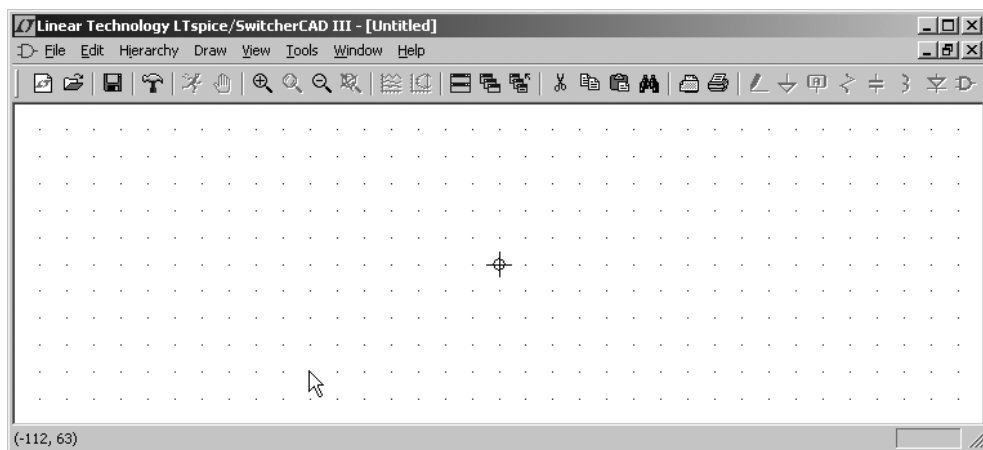 Linear Technology LTspice/SwitcherCAD III - [Untitled]
File Edit Hierarchy Draw View Tools Window Help
(-112, 63)